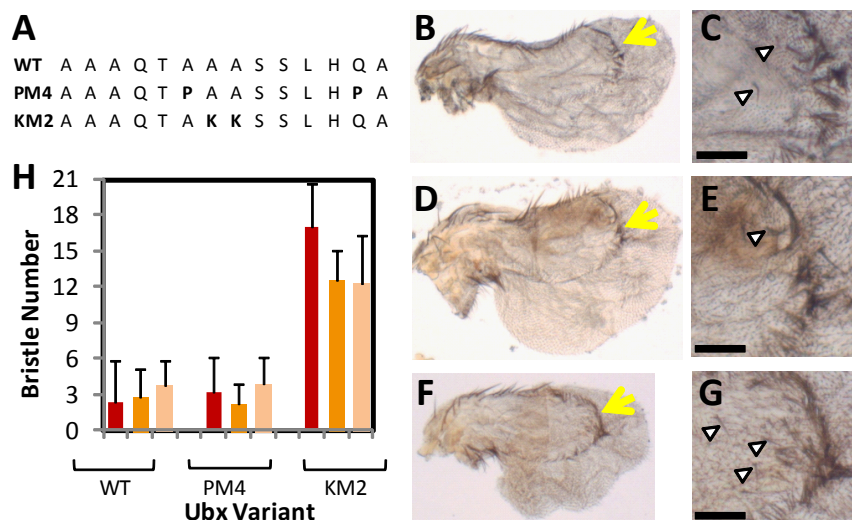 A
WT A A A Q T A A A S S L H Q A
PM4 A A A Q T P A A S S L H P A
KM2 A A A Q T A K K S S L H Q A
B
C
D
E
F
G
H
21
18
15
12
9
6
3
0
Bristle Number
WT PM4 KM2
Ubx Variant